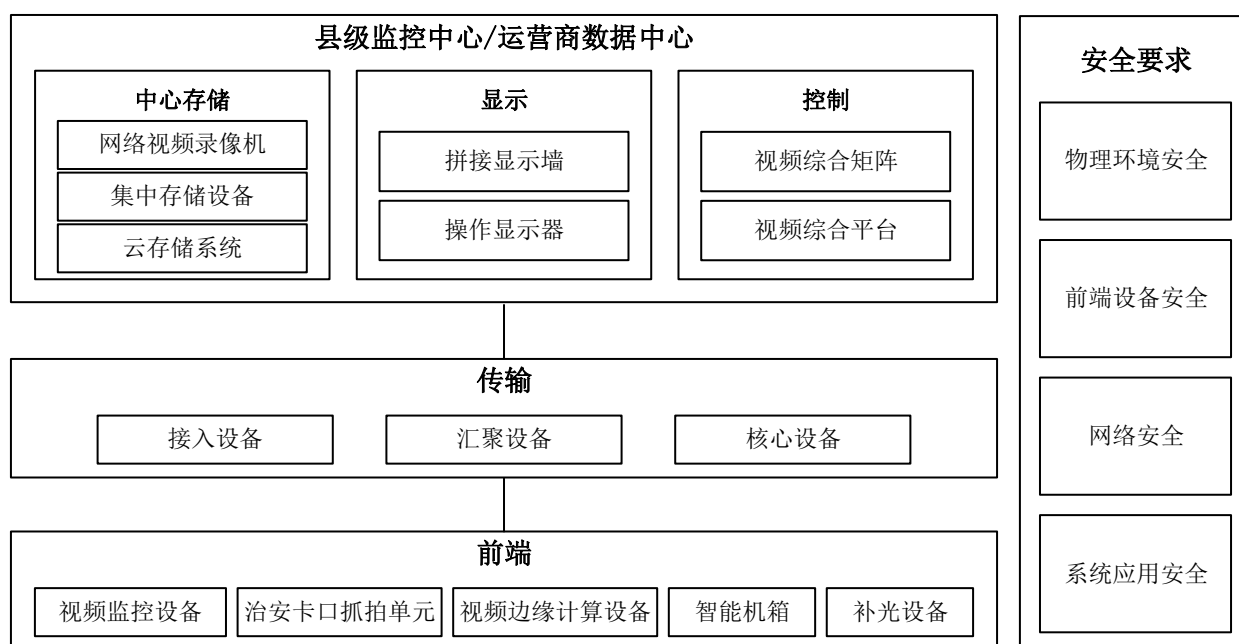 县级监控中心/运营商数据中心
中心存储
网络视频录像机
集中存储设备
云存储系统
显示
拼接显示墙
操作显示器
控制
视频综合矩阵
视频综合平台
传输
接入设备
汇聚设备
核心设备
前端
视频监控设备
治安卡口抓拍单元
视频边缘计算设备
智能机箱
补光设备
安全要求
物理环境安全
前端设备安全
网络安全
系统应用安全